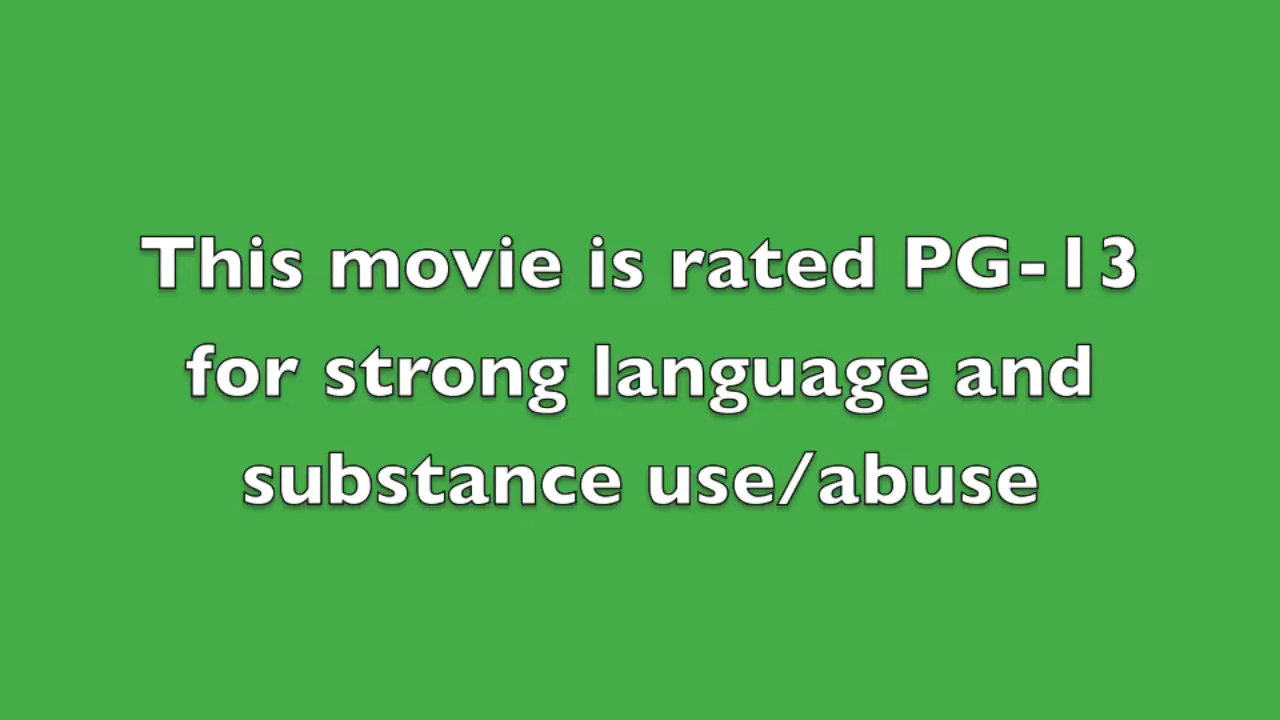 This movie is rated PG-13
for strong language and
substance use/abuse